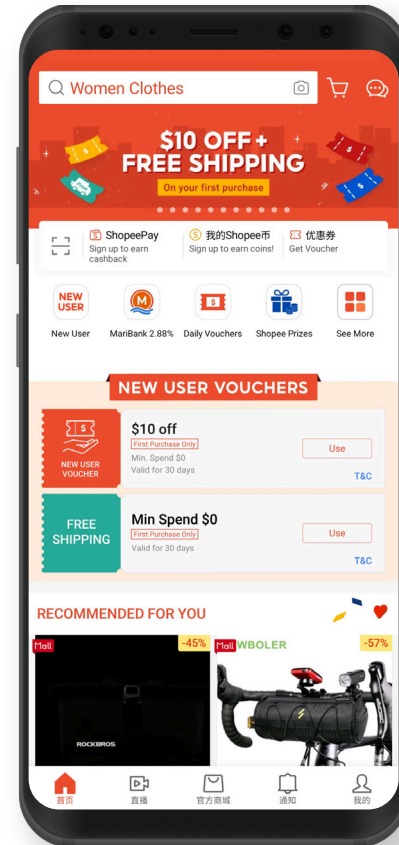 Women Clothes
$10 OFF +
FREE SHIPPING
On your first purchase
ShopeePay
Sign up to earn
cashback
我的Shopee币
Sign up to earn coins!
优惠券
Get Voucher
NEW
USER
New User
MariBank 2.88%
Daily Vouchers
Shopee Prizes
See More
NEW USER VOUCHERS
NEW USER
VOUCHER
$10 off
First Purchase Only
Min. Spend $0
Valid for 30 days
Use
T&C
FREE
SHIPPING
Min Spend $0
First Purchase Only
Valid for 30 days
Use
T&C
RECOMMENDED FOR YOU
Mall
-45%
ROCKBROS
Mall
WBOLER
-57%
首页
直播
官方商城
通知
我的